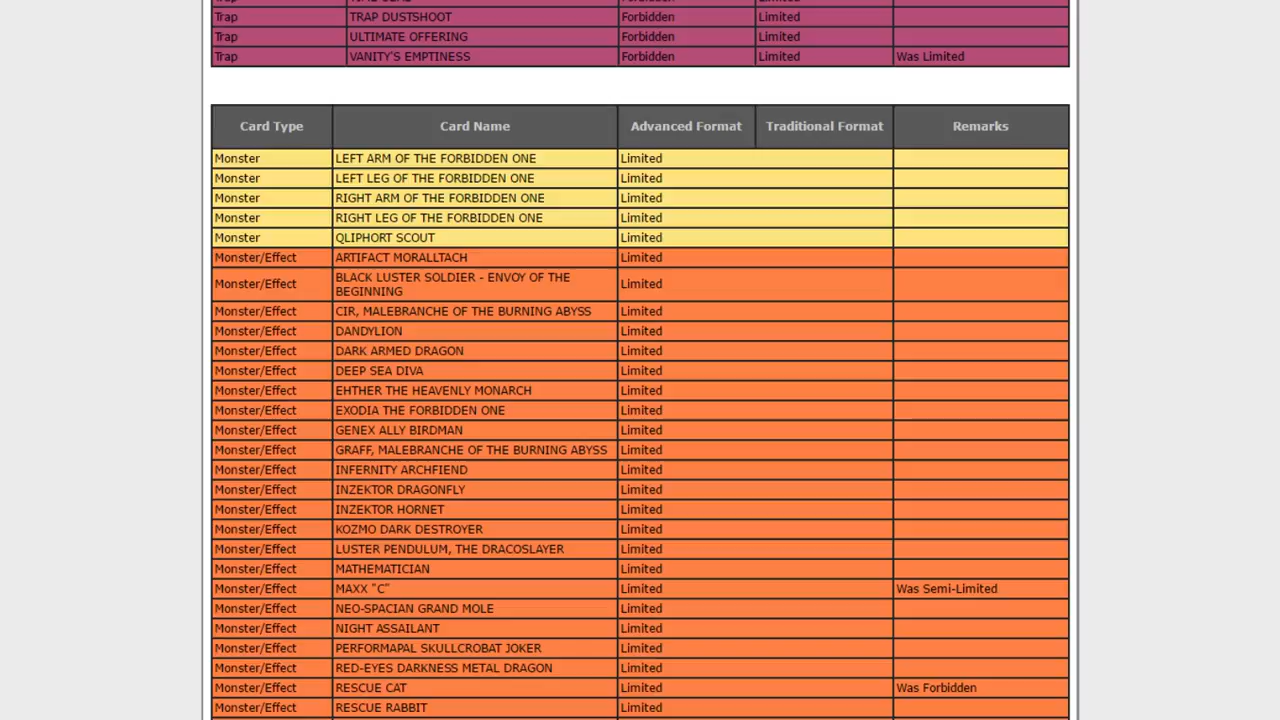 Trap TRAP DUSTSHOOT Forbidden Limited
Trap ULTIMATE OFFERING Forbidden Limited
Trap VANITY'S EMPTINESS Forbidden Limited Was Limited
Card Type Card Name Advanced Format Traditional Format Remarks
Monster LEFT ARM OF THE FORBIDDEN ONE Limited
Monster LEFT LEG OF THE FORBIDDEN ONE Limited
Monster RIGHT ARM OF THE FORBIDDEN ONE Limited
Monster RIGHT LEG OF THE FORBIDDEN ONE Limited
Monster QLIPHORT SCOUT Limited
Monster/Effect ARTIFACT MORALLTACH Limited
Monster/Effect BLACK LUSTER SOLDIER - ENVOY OF THE
BEGINNING Limited
Monster/Effect CIR, MALEBRANCHE OF THE BURNING ABYSS Limited
Monster/Effect DANDYLION Limited
Monster/Effect DARK ARMED DRAGON Limited
Monster/Effect DEEP SEA DIVA Limited
Monster/Effect EHTHER THE HEAVENLY MONARCH Limited
Monster/Effect EXODIA THE FORBIDDEN ONE Limited
Monster/Effect GENEX ALLY BIRDMAN Limited
Monster/Effect GRAFF, MALEBRANCHE OF THE BURNING ABYSS Limited
Monster/Effect INFERNITY ARCHFIEND Limited
Monster/Effect INZEKTOR DRAGONFLY Limited
Monster/Effect INZEKTOR HORNET Limited
Monster/Effect KOZMO DARK DESTROYER Limited
Monster/Effect LUSTER PENDULUM, THE DRACOSLAYER Limited
Monster/Effect MATHEMATICIAN Limited
Monster/Effect MAXX "C" Limited Was Semi-Limited
Monster/Effect NEO-SPACIAN GRAND MOLE Limited
Monster/Effect NIGHT ASSAILANT Limited
Monster/Effect PERFORMAPAL SKULLCROBAT JOKER Limited
Monster/Effect RED-EYES DARKNESS METAL DRAGON Limited
Monster/Effect RESCUE CAT Limited Was Forbidden
Monster/Effect RESCUE RABBIT Limited